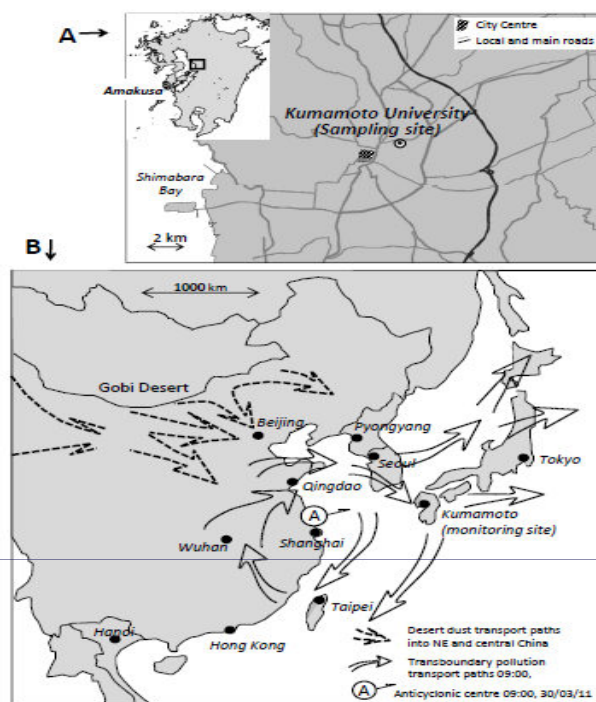 A
City Centre
Local and main roads
Amakusa
Kumamoto University
(Sampling site)
Shimabara
Bay
2 km
B
1000 km
Gobi Desert
Beijing
Pyongyang
Seoul
Tokyo
Qingdao
Kumamoto
(monitoring site)
A
Shanghai
Wuhan
Taipei
Hanoi
Hong Kong
Desert dust transport paths
into NE and central China
Transboundary pollution
transport paths 09:00,
A
Anticyclonic centre 09:00, 30/03/11